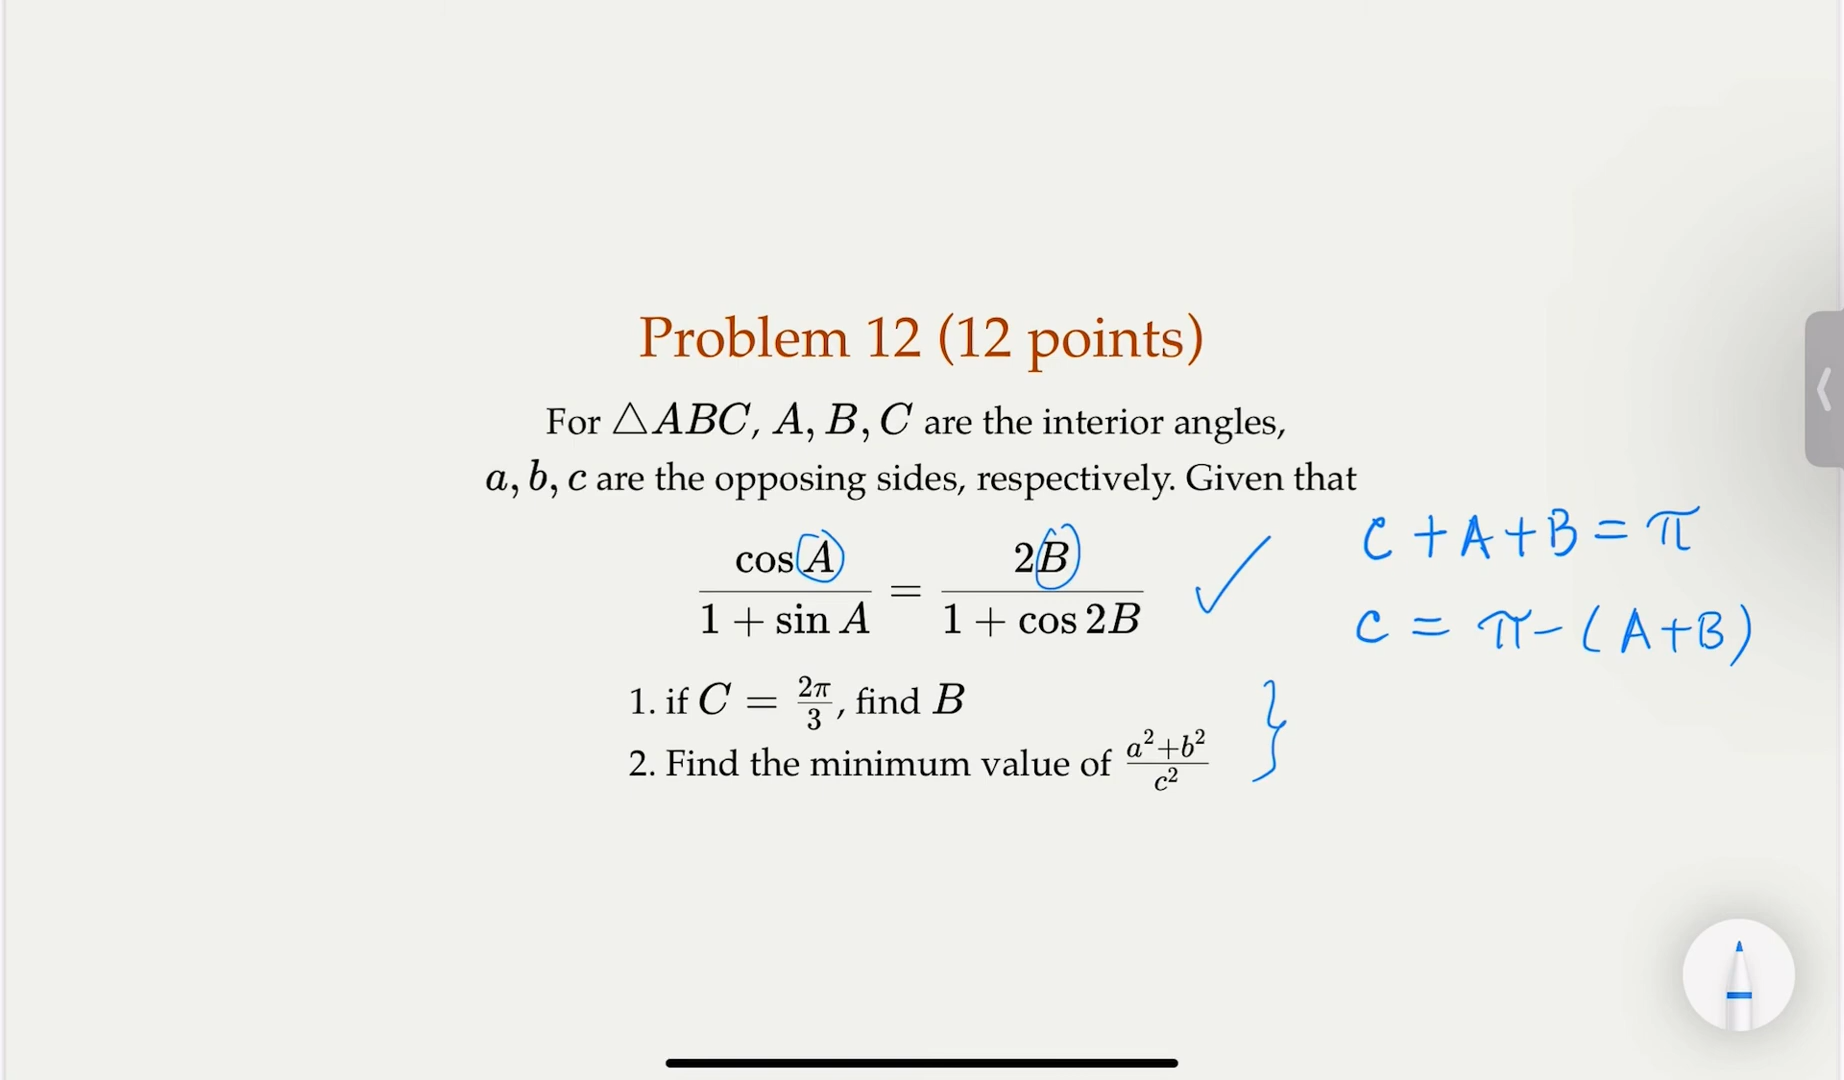 Problem 12 (12 points)
For △ABC, A, B, C are the interior angles,
a, b, c are the opposing sides, respectively. Given that
cos A / (1 + sin A) = 2B / (1 + cos 2B)
C + A + B = π
C = π − (A + B)
1. if C = 2π/3, find B
2. Find the minimum value of (a² + b²)/c²